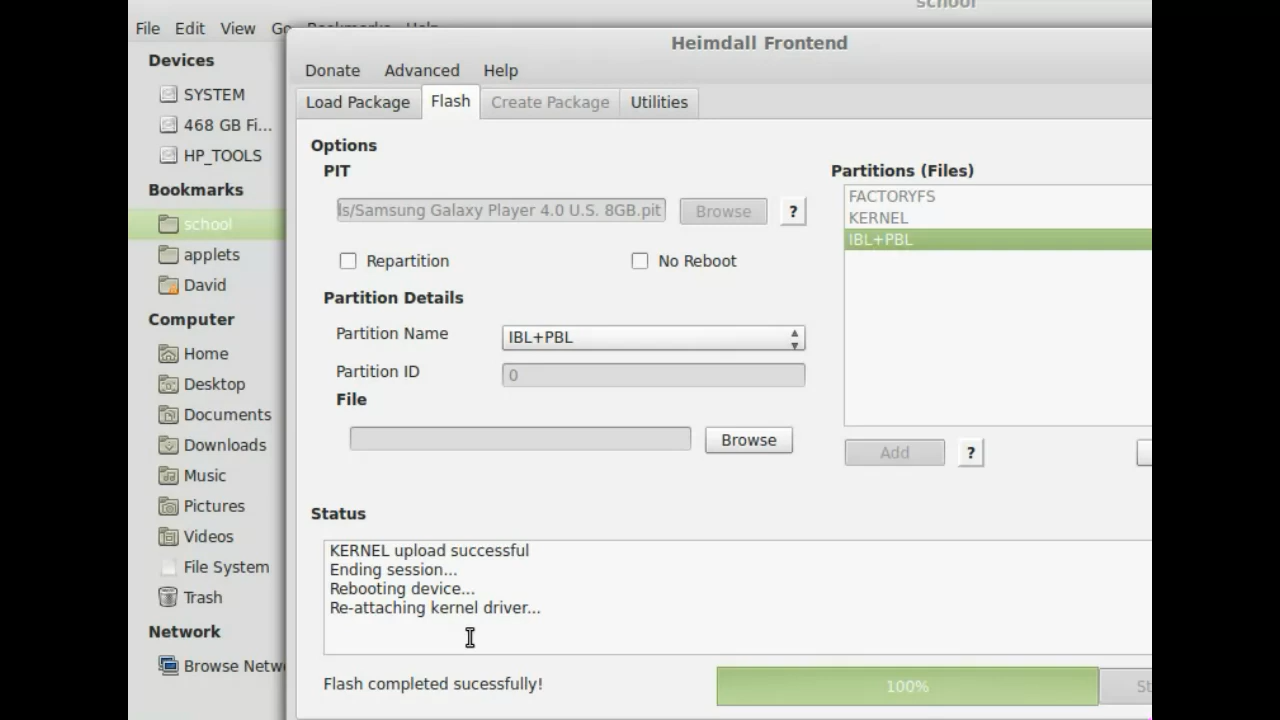 school
File Edit View Go Bookmarks Help
Devices
SYSTEM
468 GB Fi...
HP_TOOLS
Bookmarks
school
applets
David
Computer
Home
Desktop
Documents
Downloads
Music
Pictures
Videos
File System
Trash
Network
Browse Netw
Heimdall Frontend
Donate Advanced Help
Load Package Flash Create Package Utilities
Options
PIT
ls/Samsung Galaxy Player 4.0 U.S. 8GB.pit Browse ?
Repartition No Reboot
Partition Details
Partition Name IBL+PBL
Partition ID 0
File
Browse
Partitions (Files)
FACTORYFS
KERNEL
IBL+PBL
Add ?
Status
KERNEL upload successful
Ending session...
Rebooting device...
Re-attaching kernel driver...
Flash completed sucessfully! 100% St